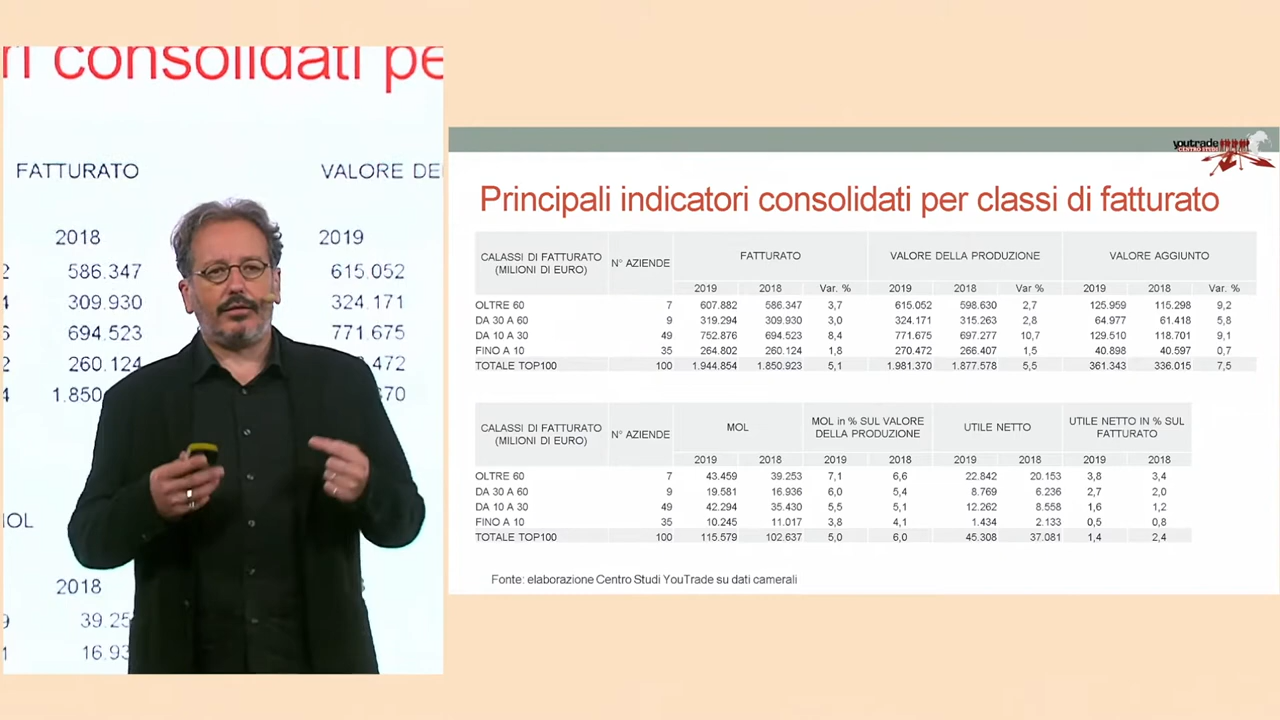 ri consolidati pe
FATTURATO VALORE DE
2018 2019
2 586.347 615.052
4 309.930 324.171
6 694.523 771.675
2 260.124 .472
4 1.850. 70
MOL
2018
9 39.25
1 16.93
youtrade
CENTRO STUDI
Principali indicatori consolidati per classi di fatturato
CALASSI DI FATTURATO (MILIONI DI EURO) N° AZIENDE FATTURATO VALORE DELLA PRODUZIONE VALORE AGGIUNTO
2019 2018 Var. % 2019 2018 Var % 2019 2018 Var. %
OLTRE 60 7 607.882 586.347 3,7 615.052 598.630 2,7 125.959 115.298 9,2
DA 30 A 60 9 319.294 309.930 3,0 324.171 315.263 2,8 64.977 61.418 5,8
DA 10 A 30 49 752.876 694.523 8,4 771.675 697.277 10,7 129.510 118.701 9,1
FINO A 10 35 264.802 260.124 1,8 270.472 266.407 1,5 40.898 40.597 0,7
TOTALE TOP100 100 1.944.854 1.850.923 5,1 1.981.370 1.877.578 5,5 361.343 336.015 7,5
CALASSI DI FATTURATO (MILIONI DI EURO) N° AZIENDE MOL MOL in % SUL VALORE DELLA PRODUZIONE UTILE NETTO UTILE NETTO IN % SUL FATTURATO
2019 2018 2019 2018 2019 2018 2019 2018
OLTRE 60 7 43.459 39.253 7,1 6,6 22.842 20.153 3,8 3,4
DA 30 A 60 9 19.581 16.936 6,0 5,4 8.769 6.236 2,7 2,0
DA 10 A 30 49 42.294 35.430 5,5 5,1 12.262 8.558 1,6 1,2
FINO A 10 35 10.245 11.017 3,8 4,1 1.434 2.133 0,5 0,8
TOTALE TOP100 100 115.579 102.637 5,0 6,0 45.308 37.081 1,4 2,4
Fonte: elaborazione Centro Studi YouTrade su dati camerali